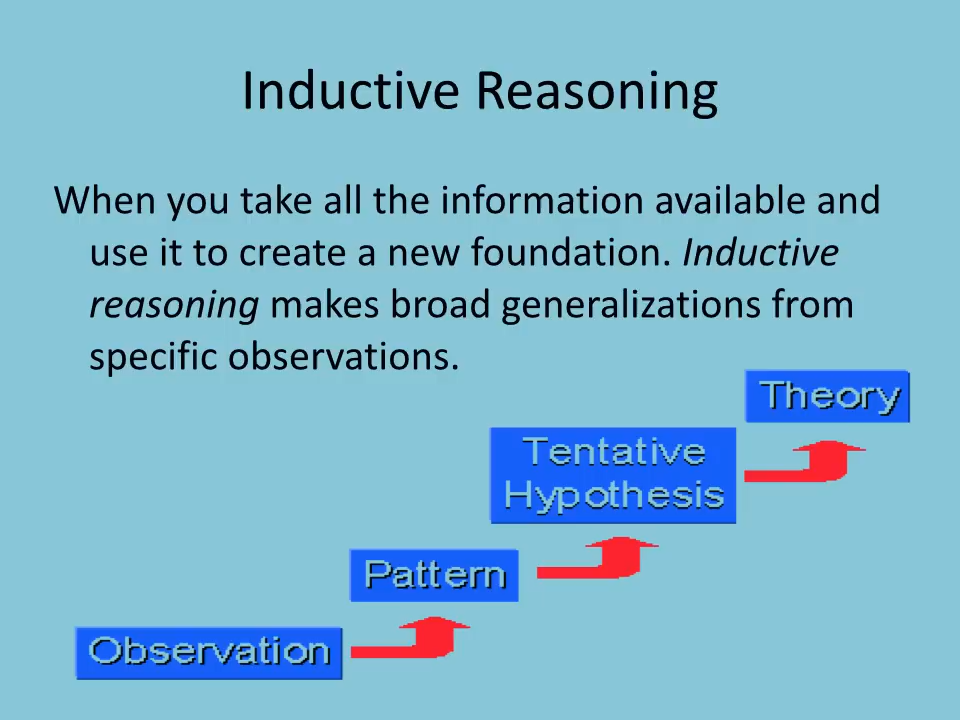 Inductive Reasoning
When you take all the information available and
use it to create a new foundation. Inductive
reasoning makes broad generalizations from
specific observations.
Theory
Tentative
Hypothesis
Pattern
Observation